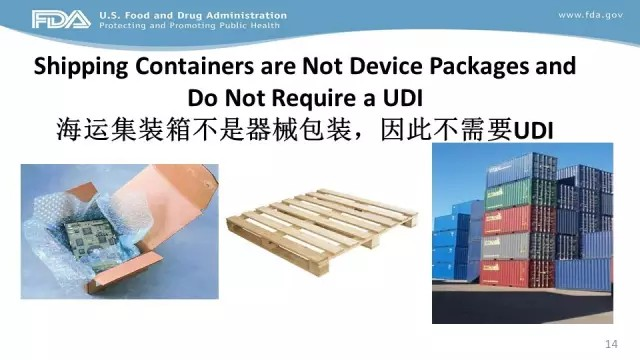 FDA U.S. Food and Drug Administration
Protecting and Promoting Public Health
www.fda.gov
Shipping Containers are Not Device Packages and
Do Not Require a UDI
海运集装箱不是器械包装，因此不需要UDI
14